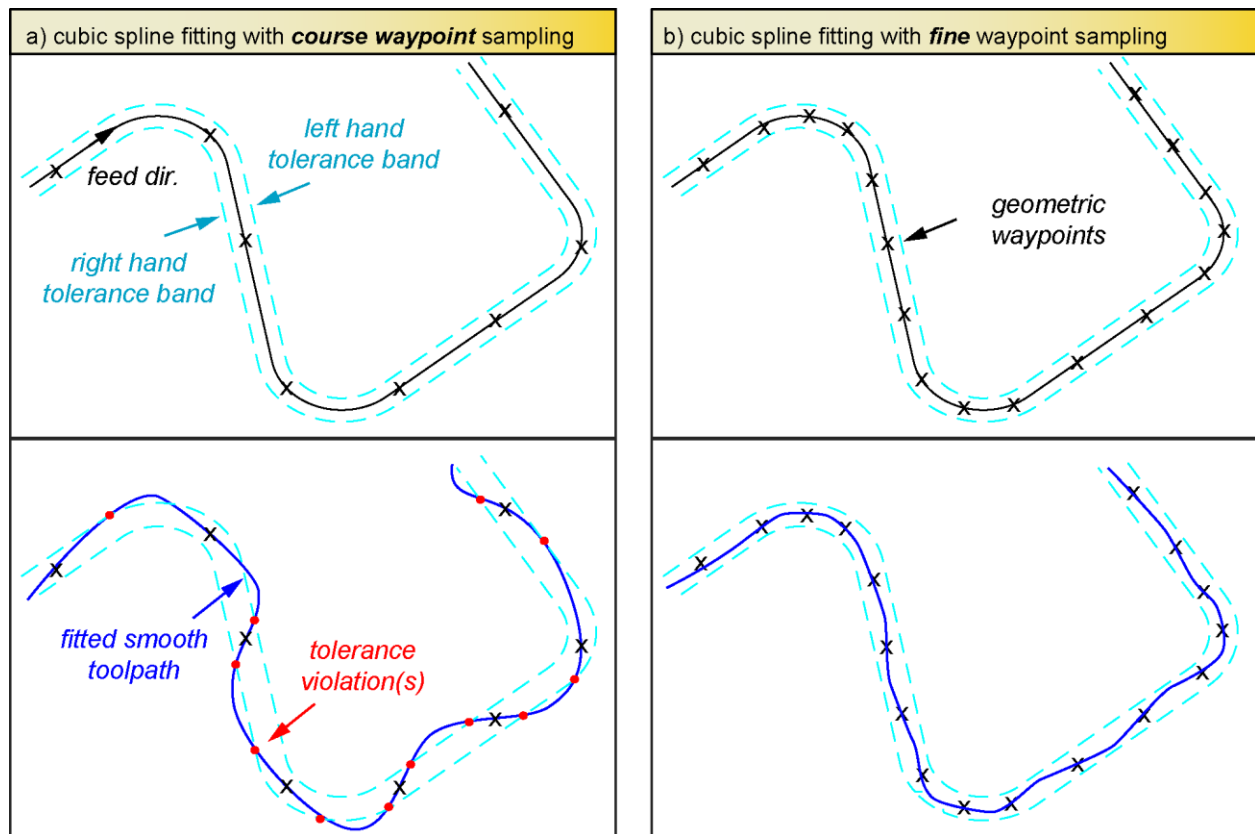 a) cubic spline fitting with course waypoint sampling
left hand
tolerance band
feed dir.
right hand
tolerance band
fitted smooth
toolpath
tolerance
violation(s)
b) cubic spline fitting with fine waypoint sampling
geometric
waypoints